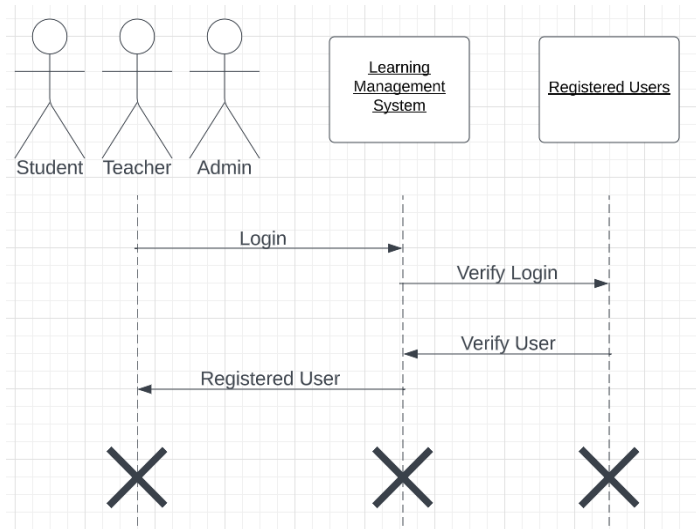 Learning
Management
System
Registered Users
Student
Teacher
Admin
Login
Verify Login
Verify User
Registered User